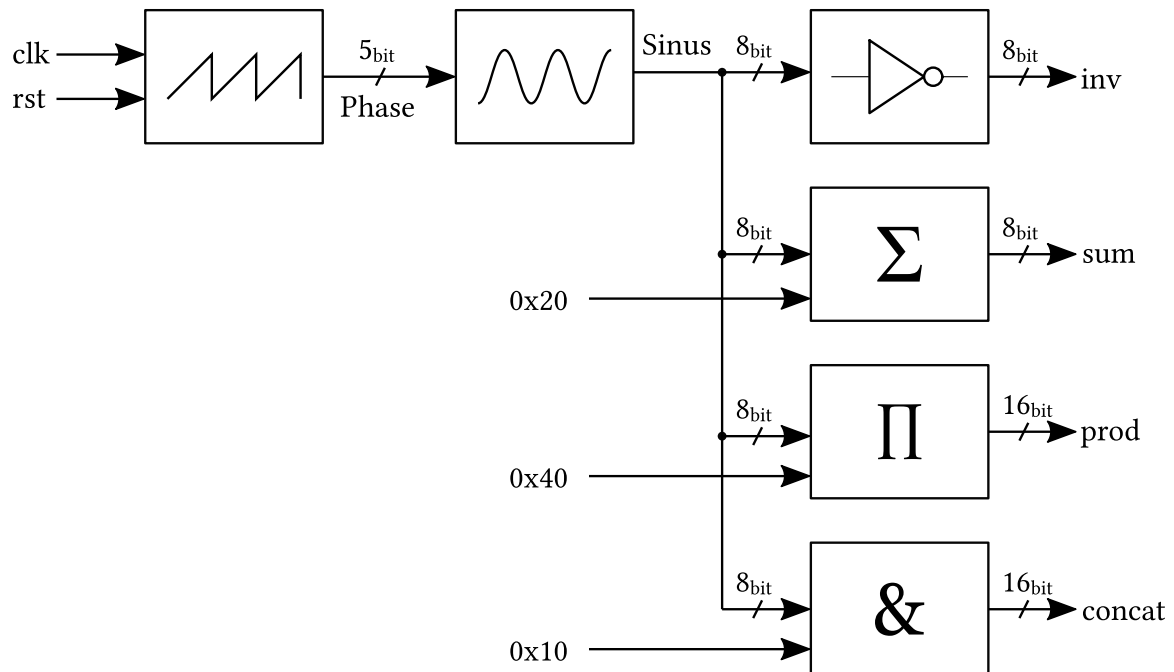 clk
rst
5bit
Phase
Sinus
8bit
8bit
inv
8bit
Σ
8bit
sum
0x20
8bit
∏
16bit
prod
0x40
8bit
&
16bit
concat
0x10